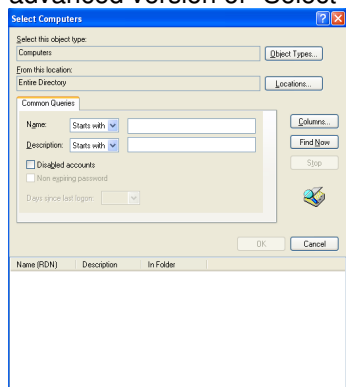 advanced version of "Select
Select Computers
Select this object type:
Computers
Object Types...
From this location:
Entire Directory
Locations...
Common Queries
Name: Starts with
Description: Starts with
Disabled accounts
Non expiring password
Days since last logon:
Columns...
Find Now
Stop
OK Cancel
Name (RDN) Description In Folder